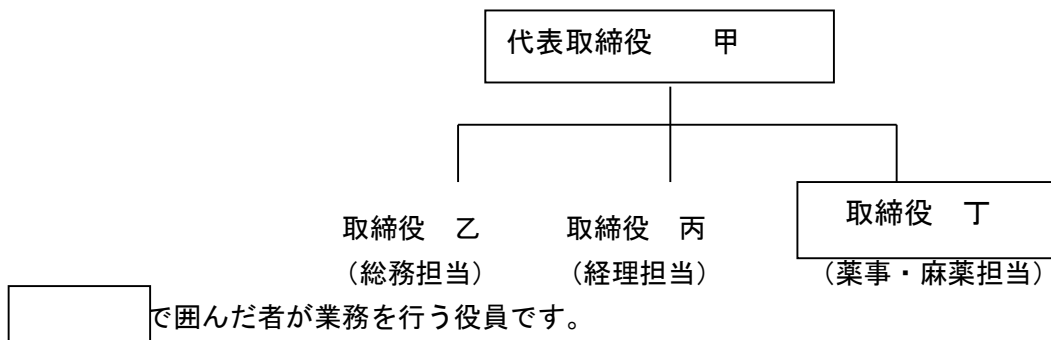 代表取締役　　甲
取締役　乙　　　取締役　丙　　　取締役　丁
（総務担当）　　（経理担当）　　（薬事・麻薬担当）
で囲んだ者が業務を行う役員です。